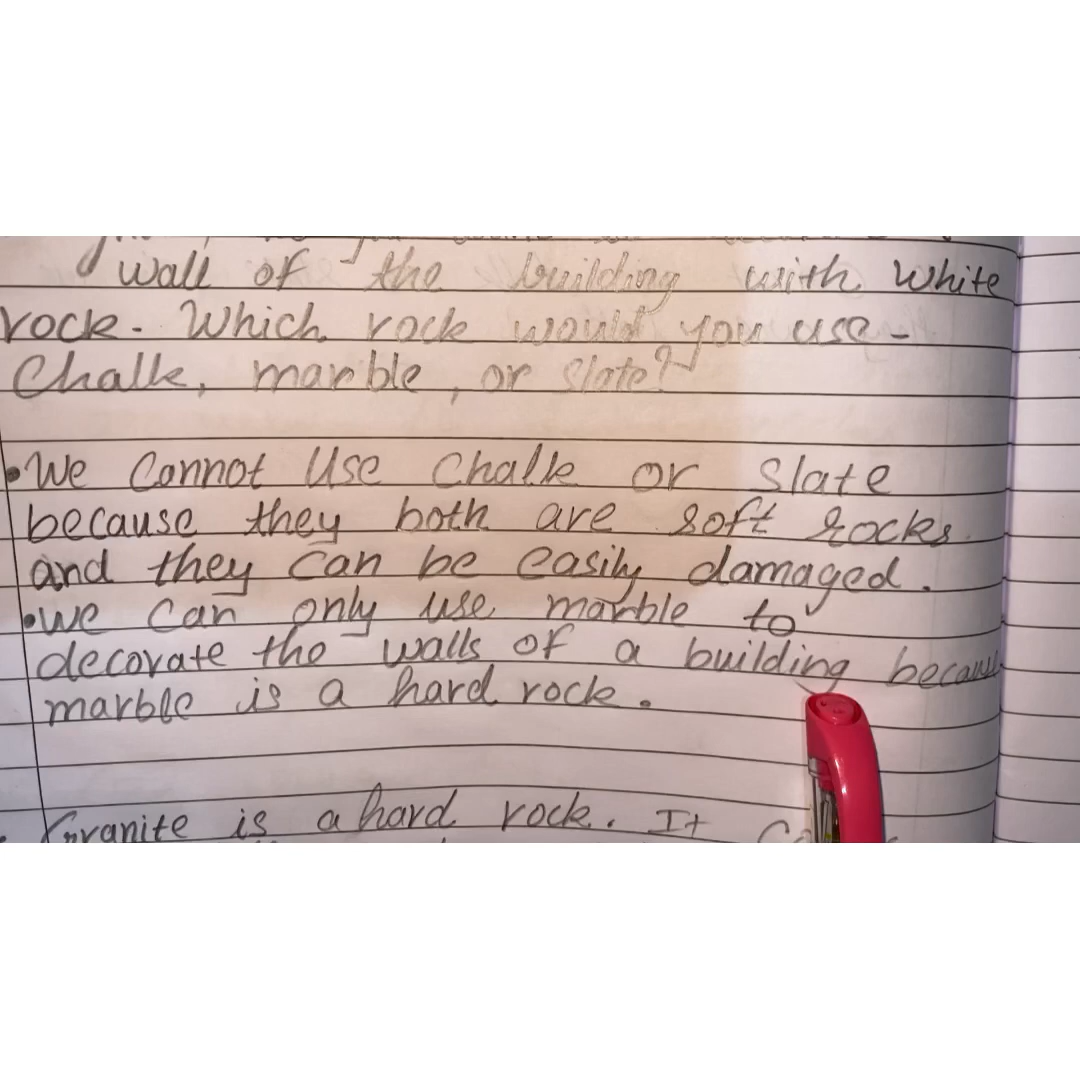 wall of the building with white
rock. Which rock would you use -
Chalk, marble, or slate?
•We Cannot Use Chalk or Slate
because they both are soft rocks
and they can be easily damaged.
•we can only use marble to
decorate the walls of a building because
marble is a hard rock.
Granite is a hard rock. It